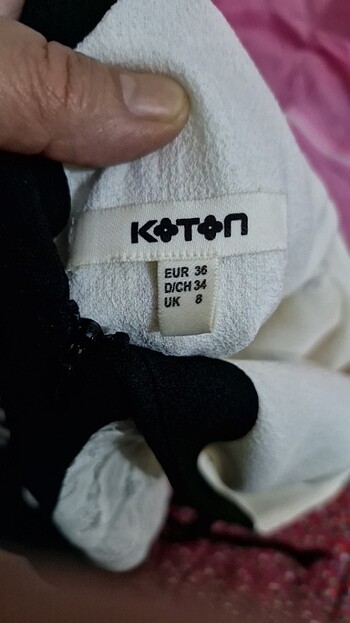 KOTON
EUR 36
D/CH 34
UK 8